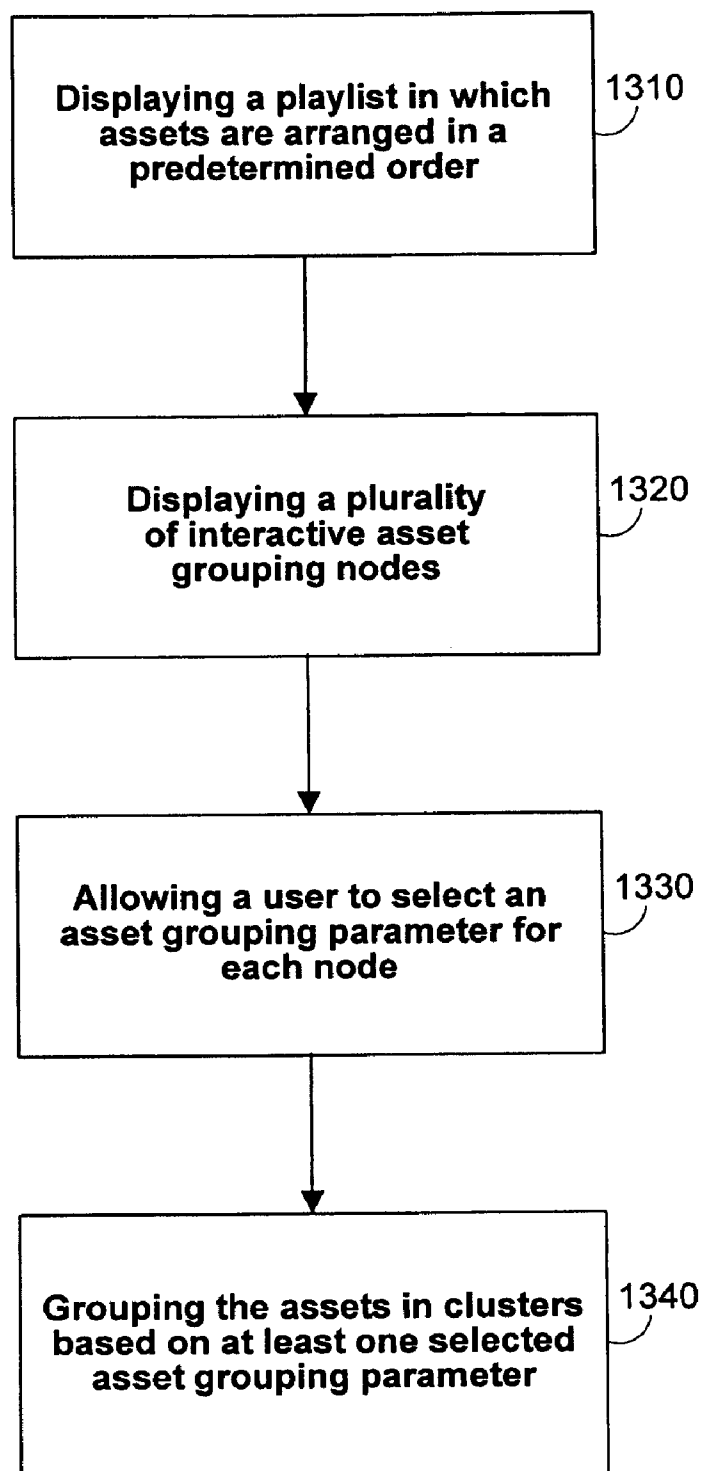 Displaying a playlist in which
assets are arranged in a
predetermined order
1310
Displaying a plurality
of interactive asset
grouping nodes
1320
Allowing a user to select an
asset grouping parameter for
each node
1330
Grouping the assets in clusters
based on at least one selected
asset grouping parameter
1340